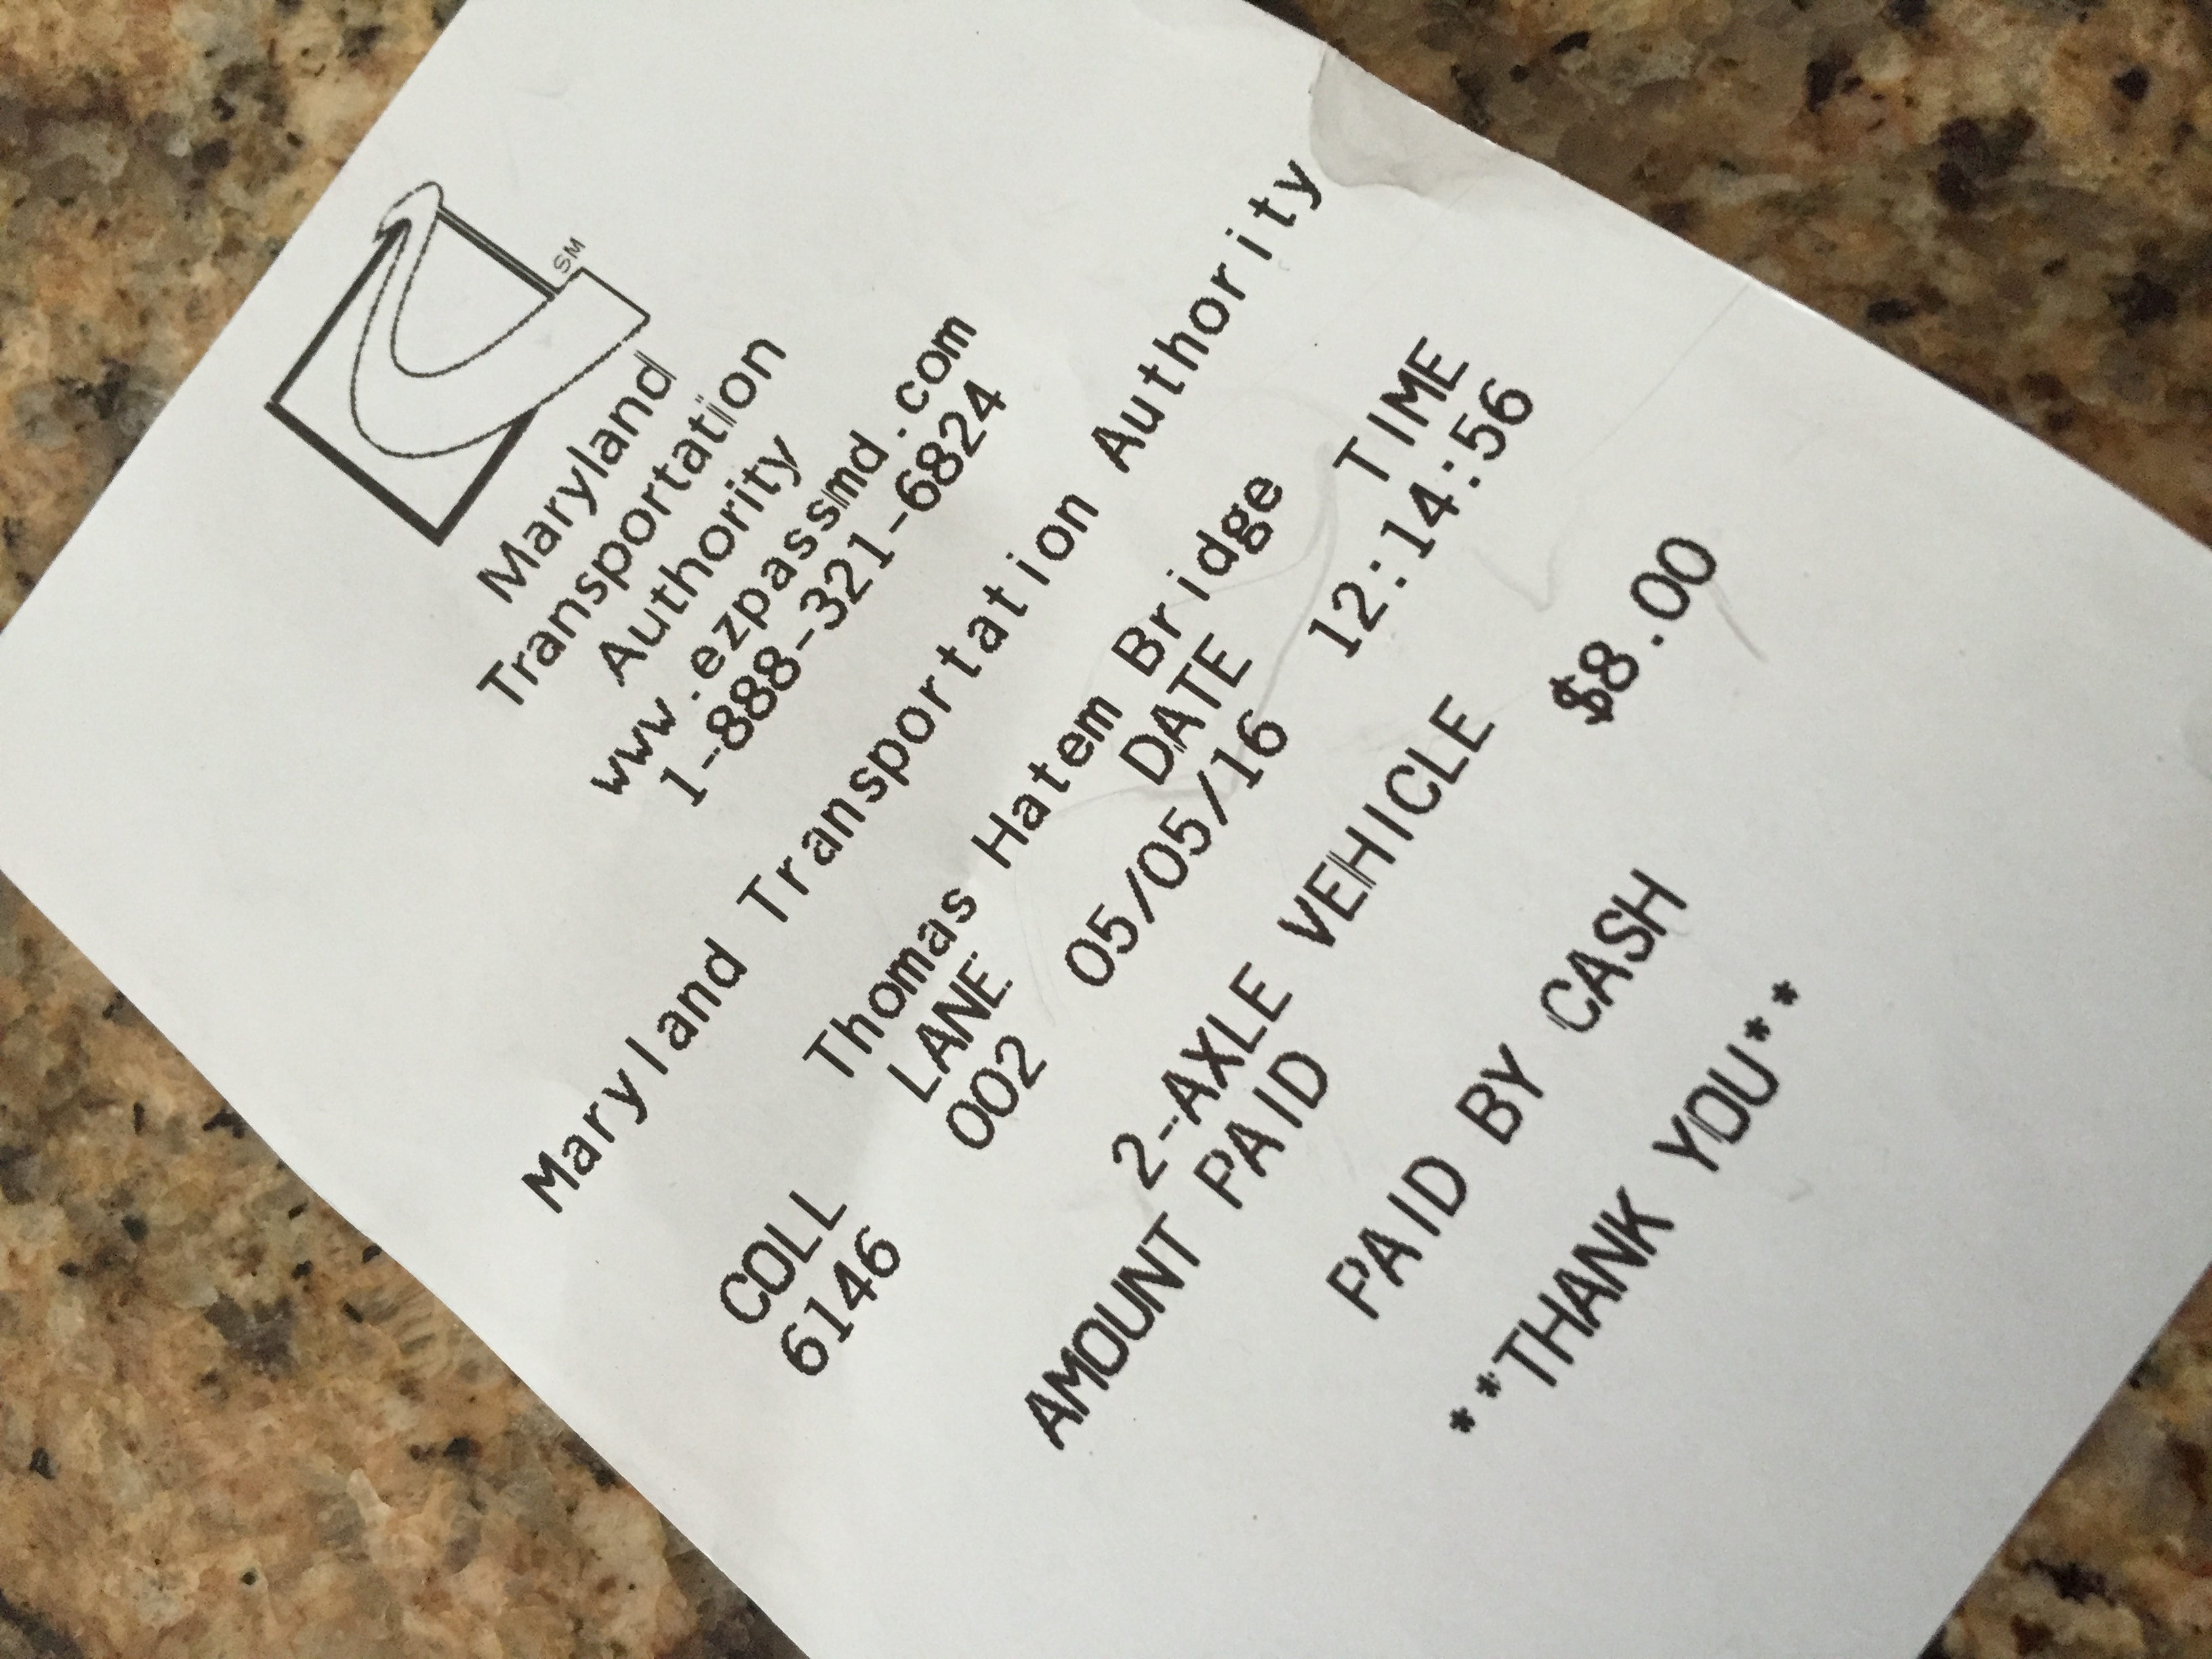 SM
Maryland
Transportation
Authority
www.ezpassmd.com
1-888-321-6824
Maryland Transportation Authority
Thomas Hatem Bridge
COLL LANE DATE TIME
6146 002 05/05/16 12:14:56
2-AXLE VEHICLE
AMOUNT PAID $8.00
PAID BY CASH
**THANK YOU**